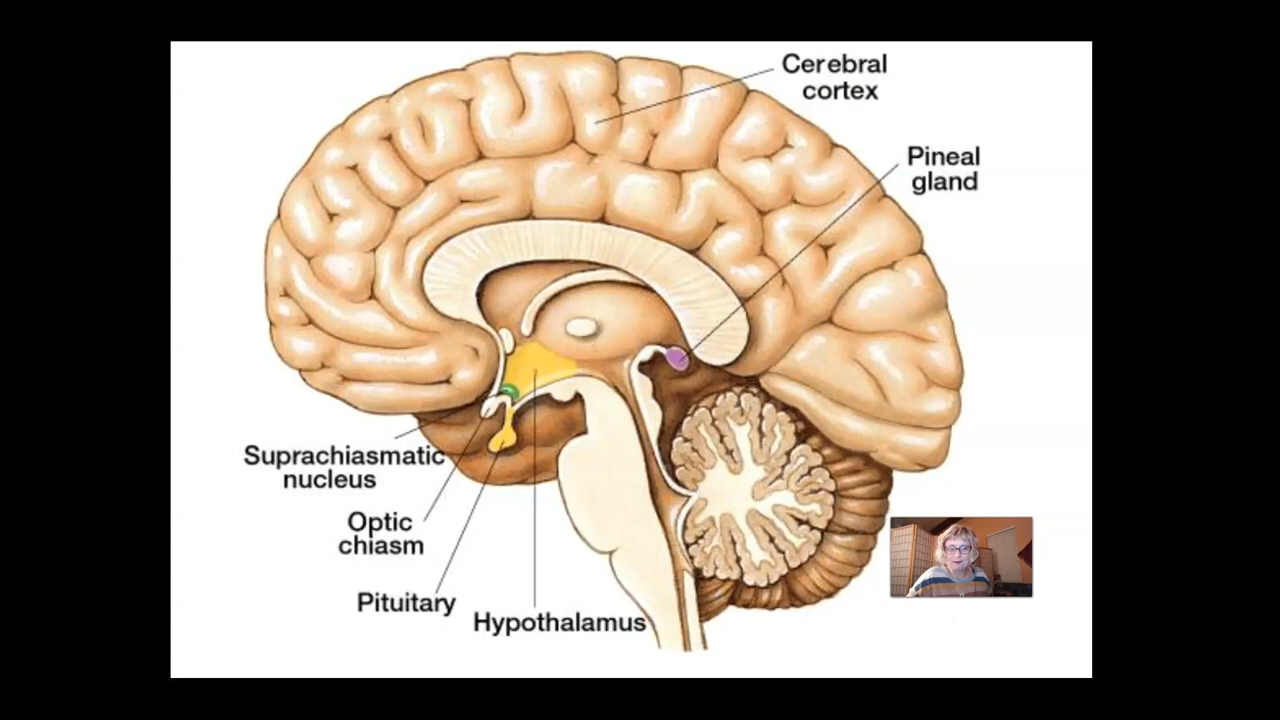 Cerebral
cortex
Pineal
gland
Suprachiasmatic
nucleus
Optic
chiasm
Pituitary
Hypothalamus